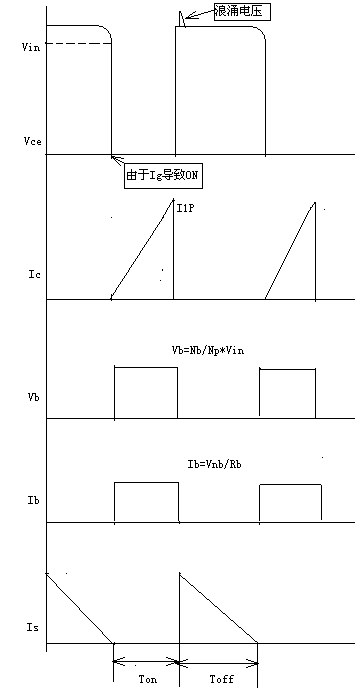 浪涌电压
Vin
Vce
由于Ig导致ON
I1P
Ic
Vb=Nb/Np*Vin
Vb
Ib=Vnb/Rb
Ib
Is
Ton
Toff